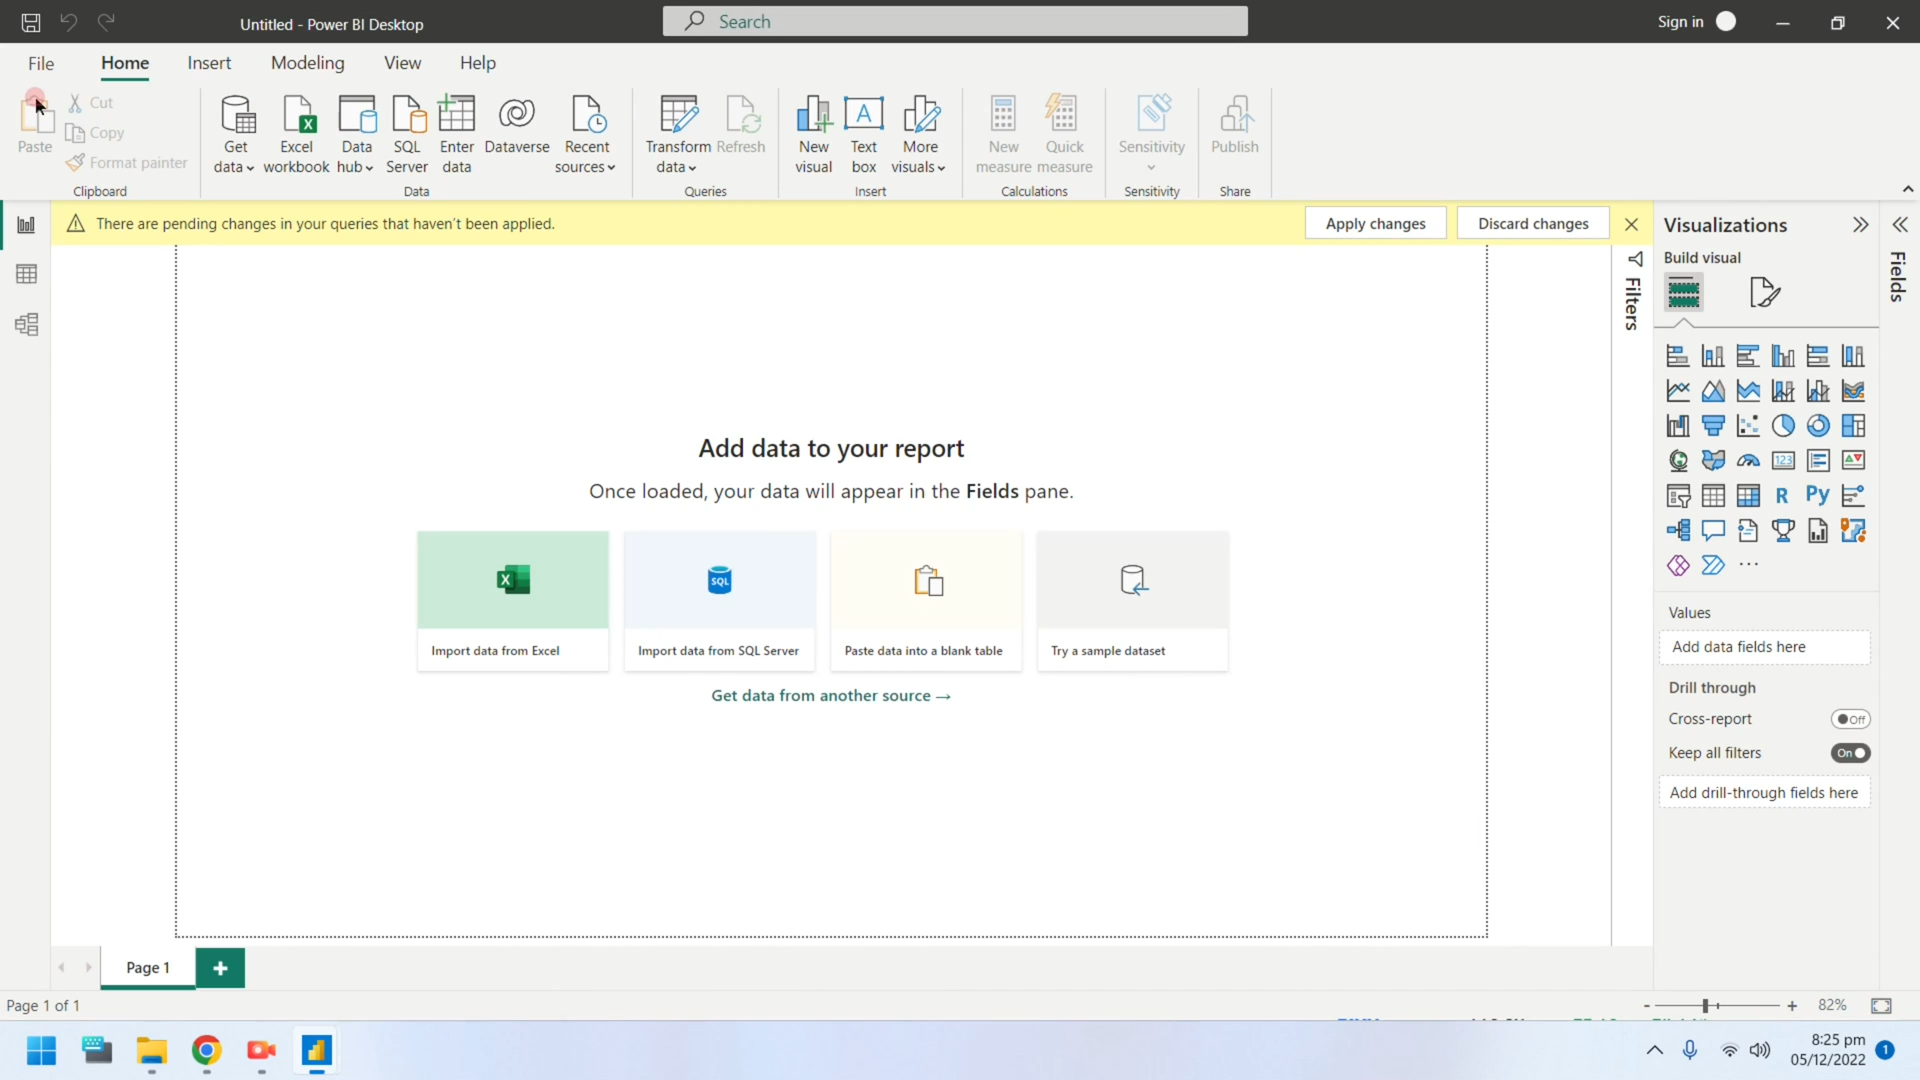 Untitled - Power BI Desktop
Search
Sign in
File
Home
Insert
Modeling
View
Help
Paste
Cut
Copy
Format painter
Clipboard
Get data
Excel workbook
Data hub
SQL Server
Enter data
Dataverse
Recent sources
Data
Transform data
Refresh
Queries
New visual
Text box
More visuals
Insert
New measure
Quick measure
Calculations
Sensitivity
Sensitivity
Publish
Share
There are pending changes in your queries that haven't been applied.
Apply changes
Discard changes
Filters
Visualizations
Build visual
Fields
Add data to your report
Once loaded, your data will appear in the Fields pane.
SQL
Import data from Excel
Import data from SQL Server
Paste data into a blank table
Try a sample dataset
Get data from another source →
123
R
Py
Values
Add data fields here
Drill through
Cross-report
Off
Keep all filters
On
Add drill-through fields here
Page 1
Page 1 of 1
82%
8:25 pm
05/12/2022
1